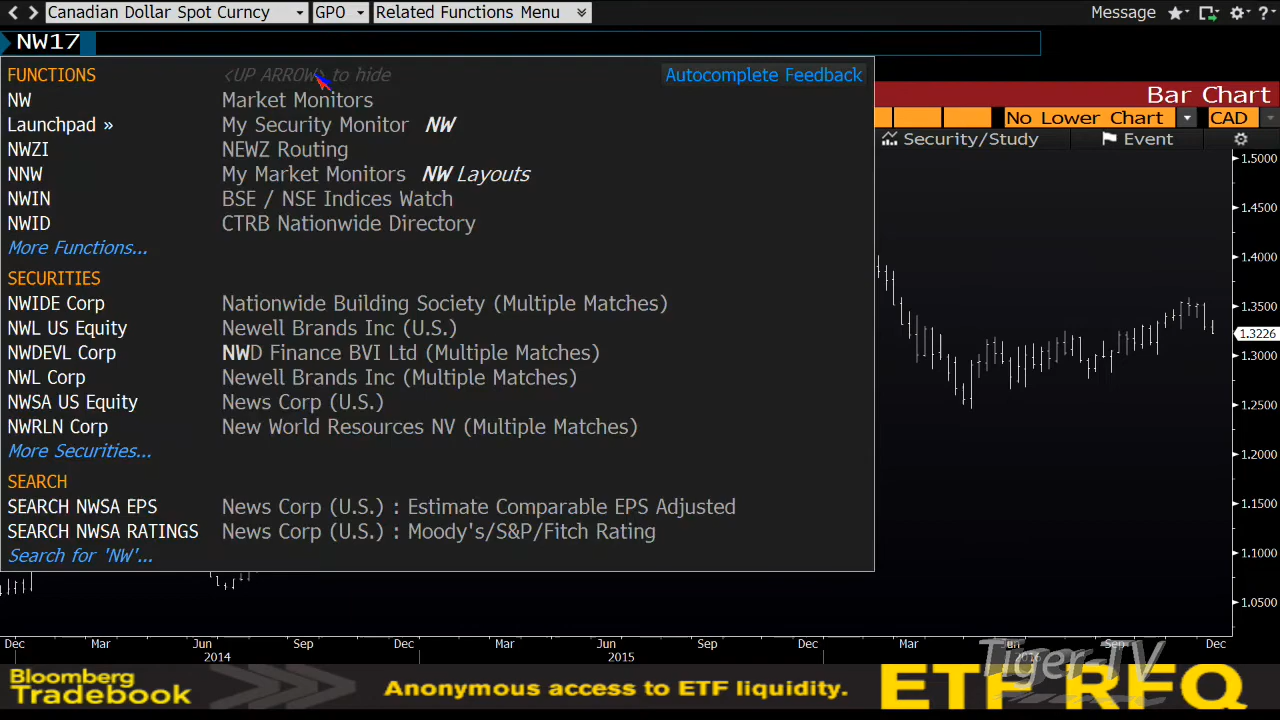 Canadian Dollar Spot Curncy GPO Related Functions Menu Message ?
NW17
FUNCTIONS <UP ARROW> to hide Autocomplete Feedback
NW Market Monitors
Launchpad » My Security Monitor NW
NWZI NEWZ Routing
NNW My Market Monitors NW Layouts
NWIN BSE / NSE Indices Watch
NWID CTRB Nationwide Directory
More Functions...
SECURITIES
NWIDE Corp Nationwide Building Society (Multiple Matches)
NWL US Equity Newell Brands Inc (U.S.)
NWDEVL Corp NWD Finance BVI Ltd (Multiple Matches)
NWL Corp Newell Brands Inc (Multiple Matches)
NWSA US Equity News Corp (U.S.)
NWRLN Corp New World Resources NV (Multiple Matches)
More Securities...
SEARCH
SEARCH NWSA EPS News Corp (U.S.) : Estimate Comparable EPS Adjusted
SEARCH NWSA RATINGS News Corp (U.S.) : Moody's/S&P/Fitch Rating
Search for 'NW'...
Bar Chart
No Lower Chart CAD
Security/Study Event
1.5000
1.4500
1.4000
1.3500
1.3226
1.3000
1.2500
1.2000
1.1500
1.1000
1.0500
Dec Mar Jun Sep Dec Mar Jun Sep Dec Mar Jun Sep Dec
2014 2015 2016
Tiger TV
Bloomberg
Tradebook
Anonymous access to ETF liquidity.
ETF RFQ